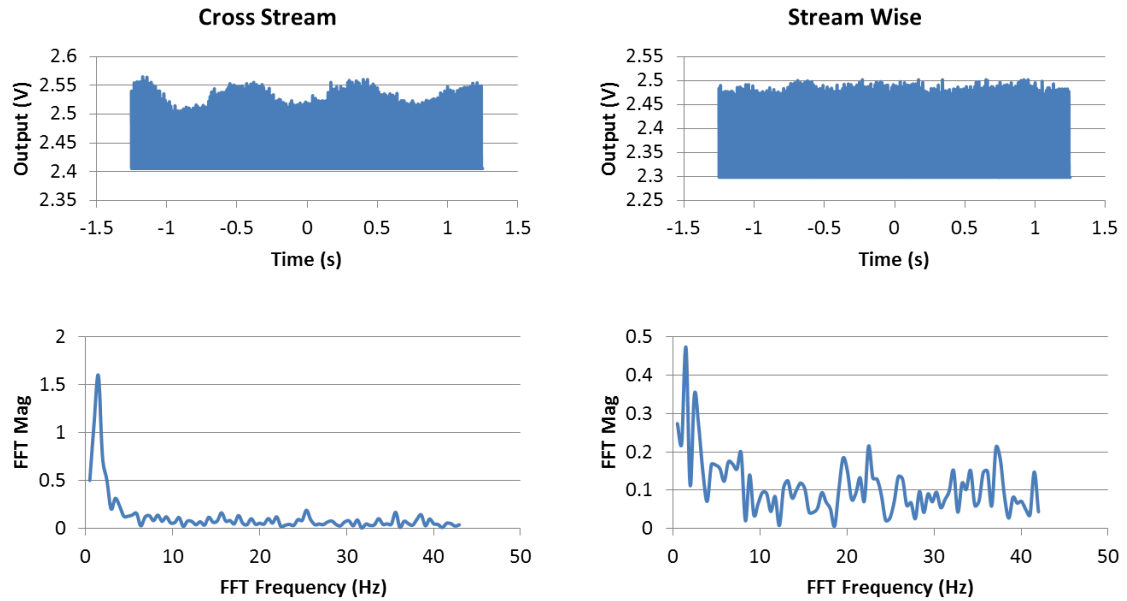 Cross Stream
Output (V)
2.6
2.55
2.5
2.45
2.4
2.35
-1.5 -1 -0.5 0 0.5 1 1.5
Time (s)
Stream Wise
Output (V)
2.55
2.5
2.45
2.4
2.35
2.3
2.25
-1.5 -1 -0.5 0 0.5 1 1.5
Time (s)
FFT Mag
2
1.5
1
0.5
0
0 10 20 30 40 50
FFT Frequency (Hz)
FFT Mag
0.5
0.4
0.3
0.2
0.1
0
0 10 20 30 40 50
FFT Frequency (Hz)